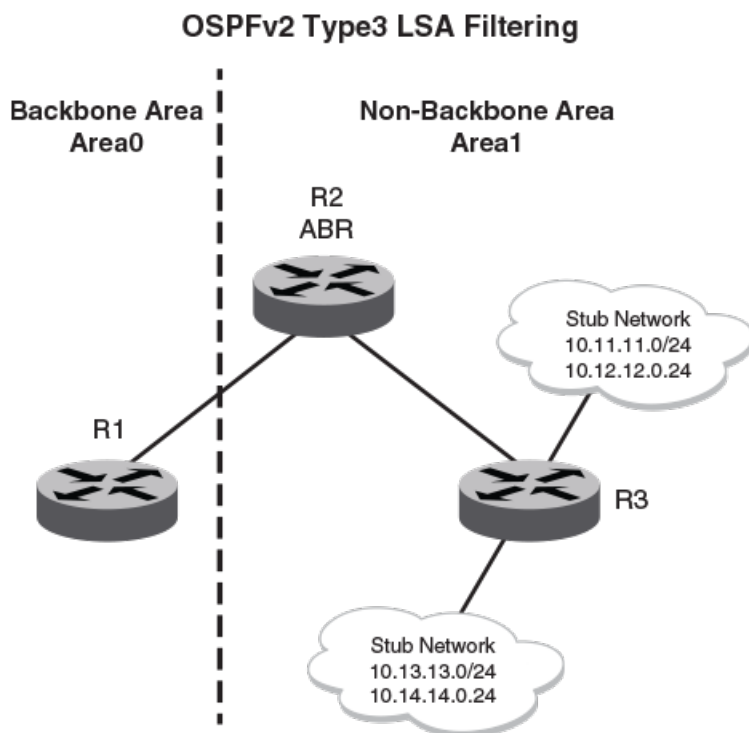 OSPFv2 Type3 LSA Filtering
Backbone Area
Area0
Non-Backbone Area
Area1
R2
ABR
Stub Network
10.11.11.0/24
10.12.12.0.24
R1
R3
Stub Network
10.13.13.0/24
10.14.14.0.24